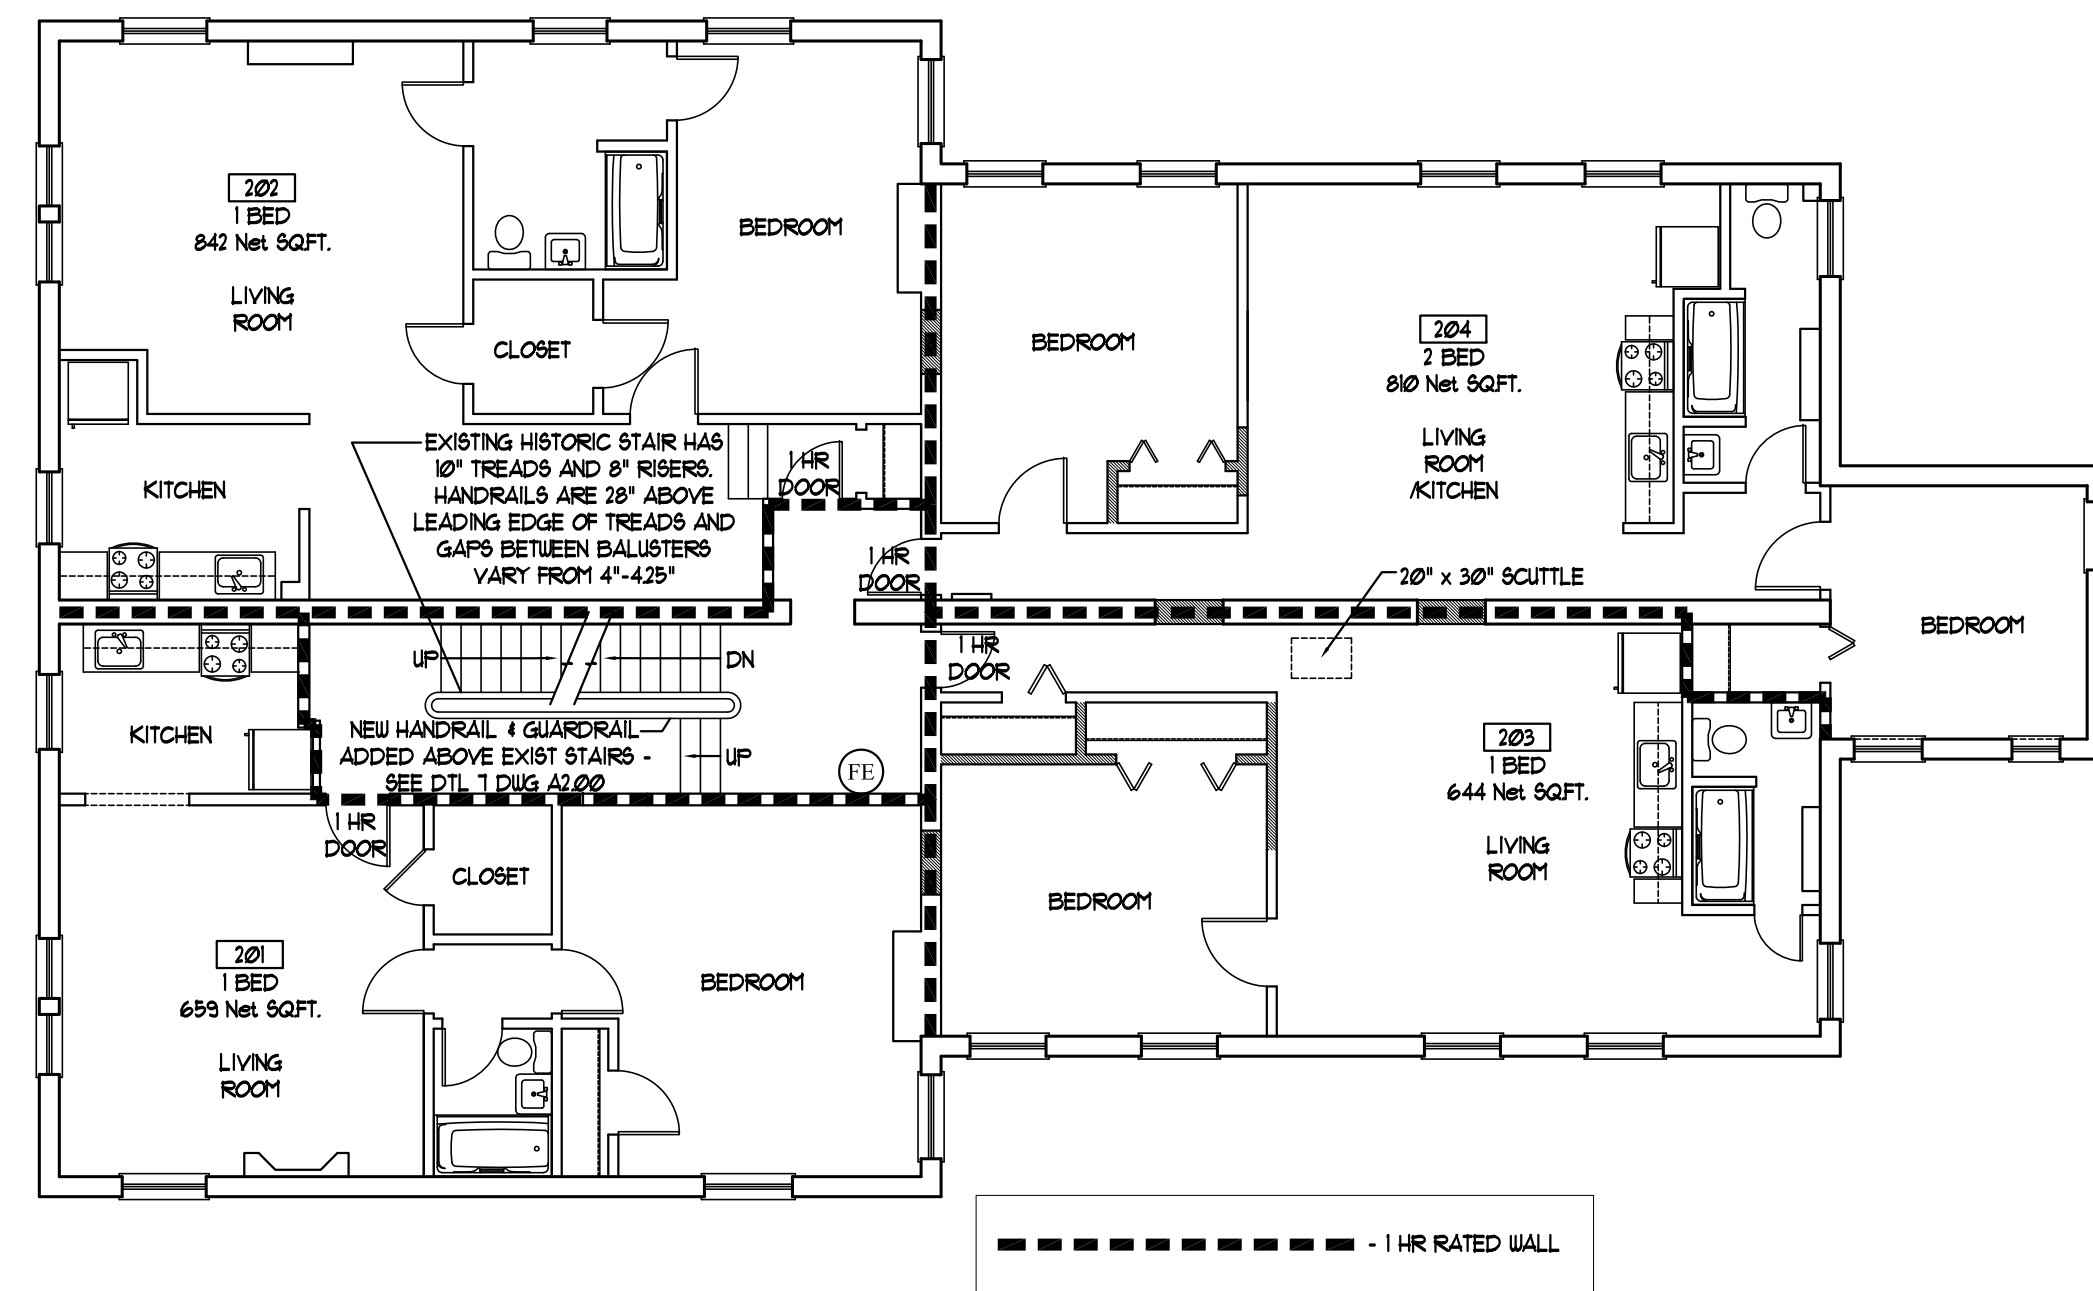 202
1 BED
842 Net SQ.FT.
LIVING
ROOM
BEDROOM
CLOSET
KITCHEN
EXISTING HISTORIC STAIR HAS
10" TREADS AND 8" RISERS.
HANDRAILS ARE 28" ABOVE
LEADING EDGE OF TREADS AND
GAPS BETWEEN BALUSTERS
VARY FROM 4"-4.25"
1 HR
DOOR
1 HR
DOOR
BEDROOM
204
2 BED
810 Net SQ.FT.
LIVING
ROOM
/KITCHEN
20" x 30" SCUTTLE
BEDROOM
UP
DN
1 HR
DOOR
KITCHEN
NEW HANDRAIL & GUARDRAIL
ADDED ABOVE EXIST STAIRS -
SEE DTL 7 DWG A2.00
UP
FE
1 HR
DOOR
CLOSET
203
1 BED
644 Net SQ.FT.
LIVING
ROOM
BEDROOM
201
1 BED
659 Net SQ.FT.
LIVING
ROOM
BEDROOM
- 1 HR RATED WALL